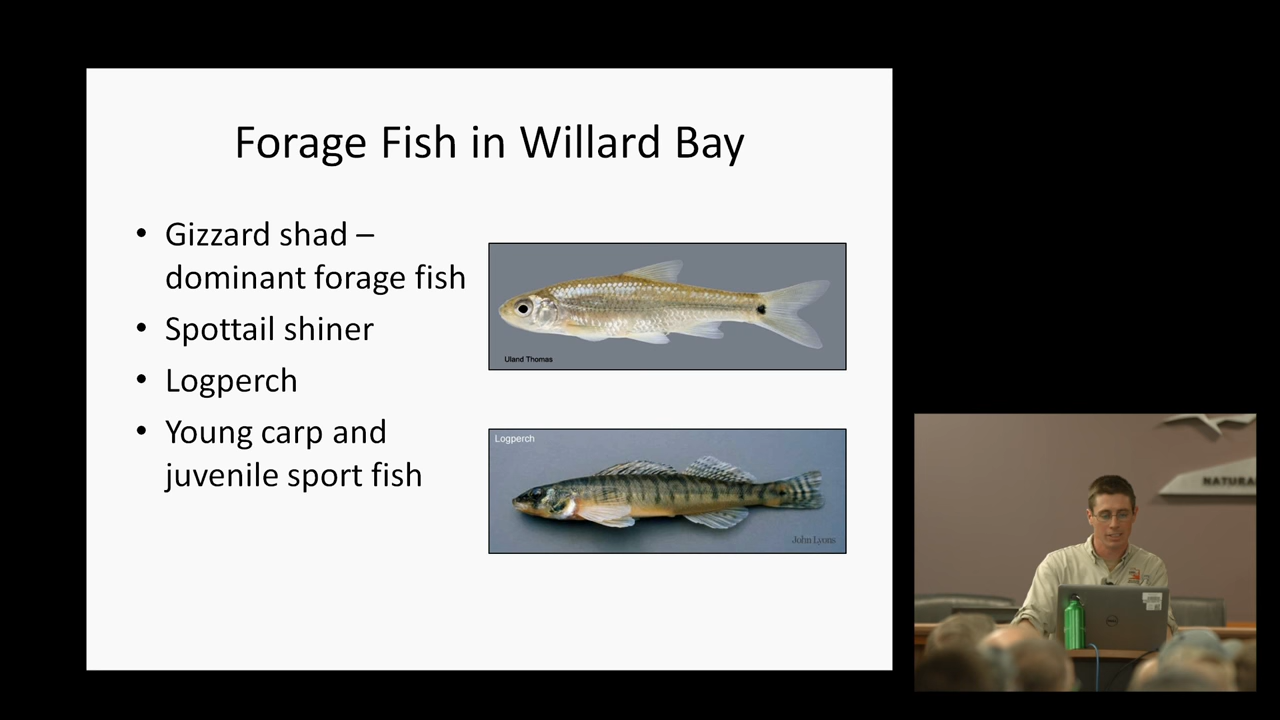 Forage Fish in Willard Bay
• Gizzard shad –
dominant forage fish
• Spottail shiner
• Logperch
• Young carp and
juvenile sport fish
Uland Thomas
Logperch
John Lyons
NATURA
DELL